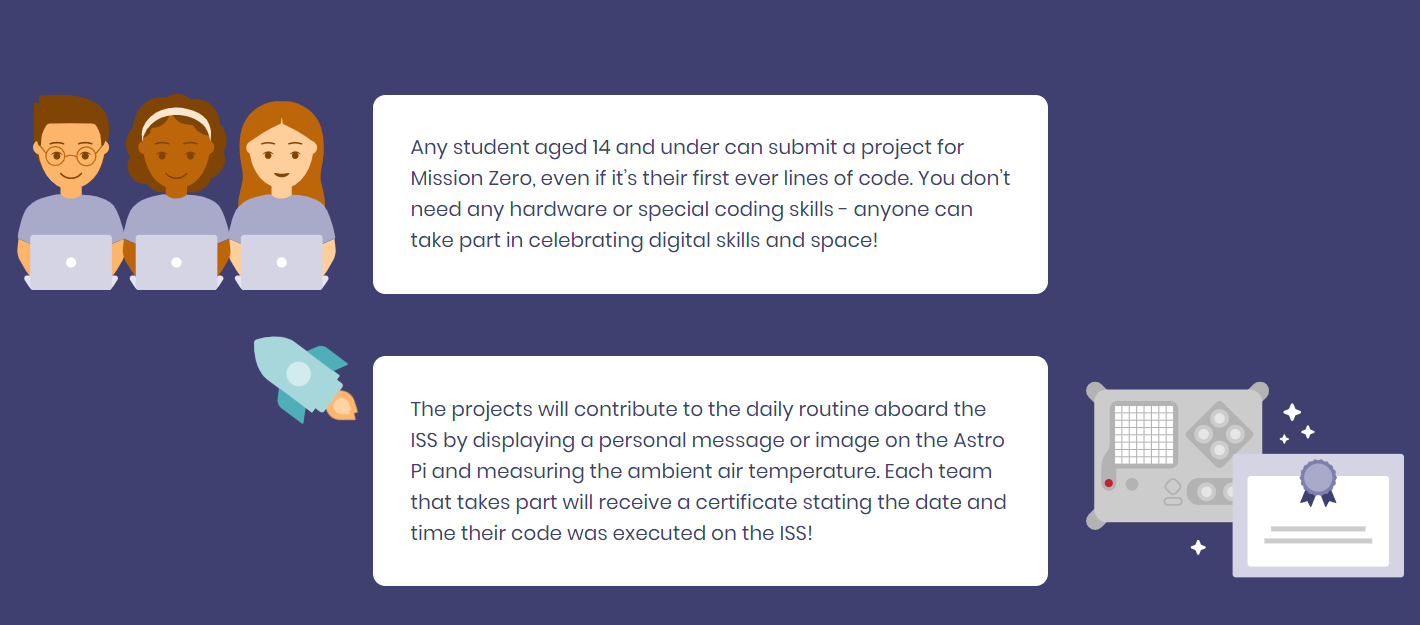 Any student aged 14 and under can submit a project for
Mission Zero, even if it’s their first ever lines of code. You don’t
need any hardware or special coding skills - anyone can
take part in celebrating digital skills and space!
The projects will contribute to the daily routine aboard the
ISS by displaying a personal message or image on the Astro
Pi and measuring the ambient air temperature. Each team
that takes part will receive a certificate stating the date and
time their code was executed on the ISS!